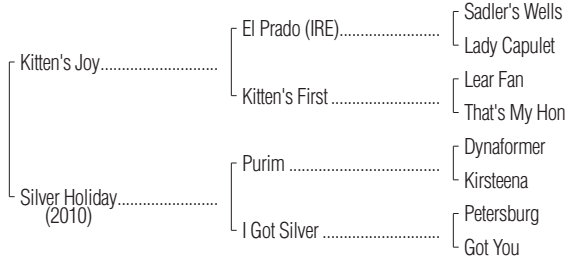 Sadler's Wells
El Prado (IRE)
Lady Capulet
Kitten's Joy
Lear Fan
Kitten's First
That's My Hon
Dynaformer
Purim
Kirsteena
Silver Holiday
(2010)
Petersburg
I Got Silver
Got You